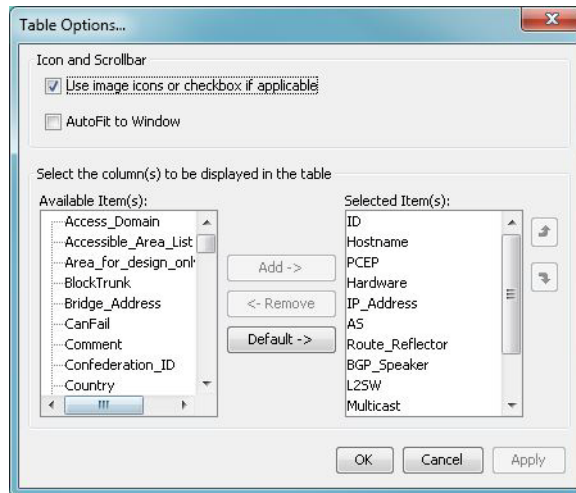 Table Options...
Icon and Scrollbar
Use image icons or checkbox if applicable
AutoFit to Window
Select the column(s) to be displayed in the table
Available Item(s):
Access_Domain
Accessible_Area_List
Area_for_design_onl
BlockTrunk
Bridge_Address
CanFail
Comment
Confederation_ID
Country
Add ->
<- Remove
Default ->
Selected Item(s):
ID
Hostname
PCEP
Hardware
IP_Address
AS
Route_Reflector
BGP_Speaker
L2SW
Multicast
OK
Cancel
Apply